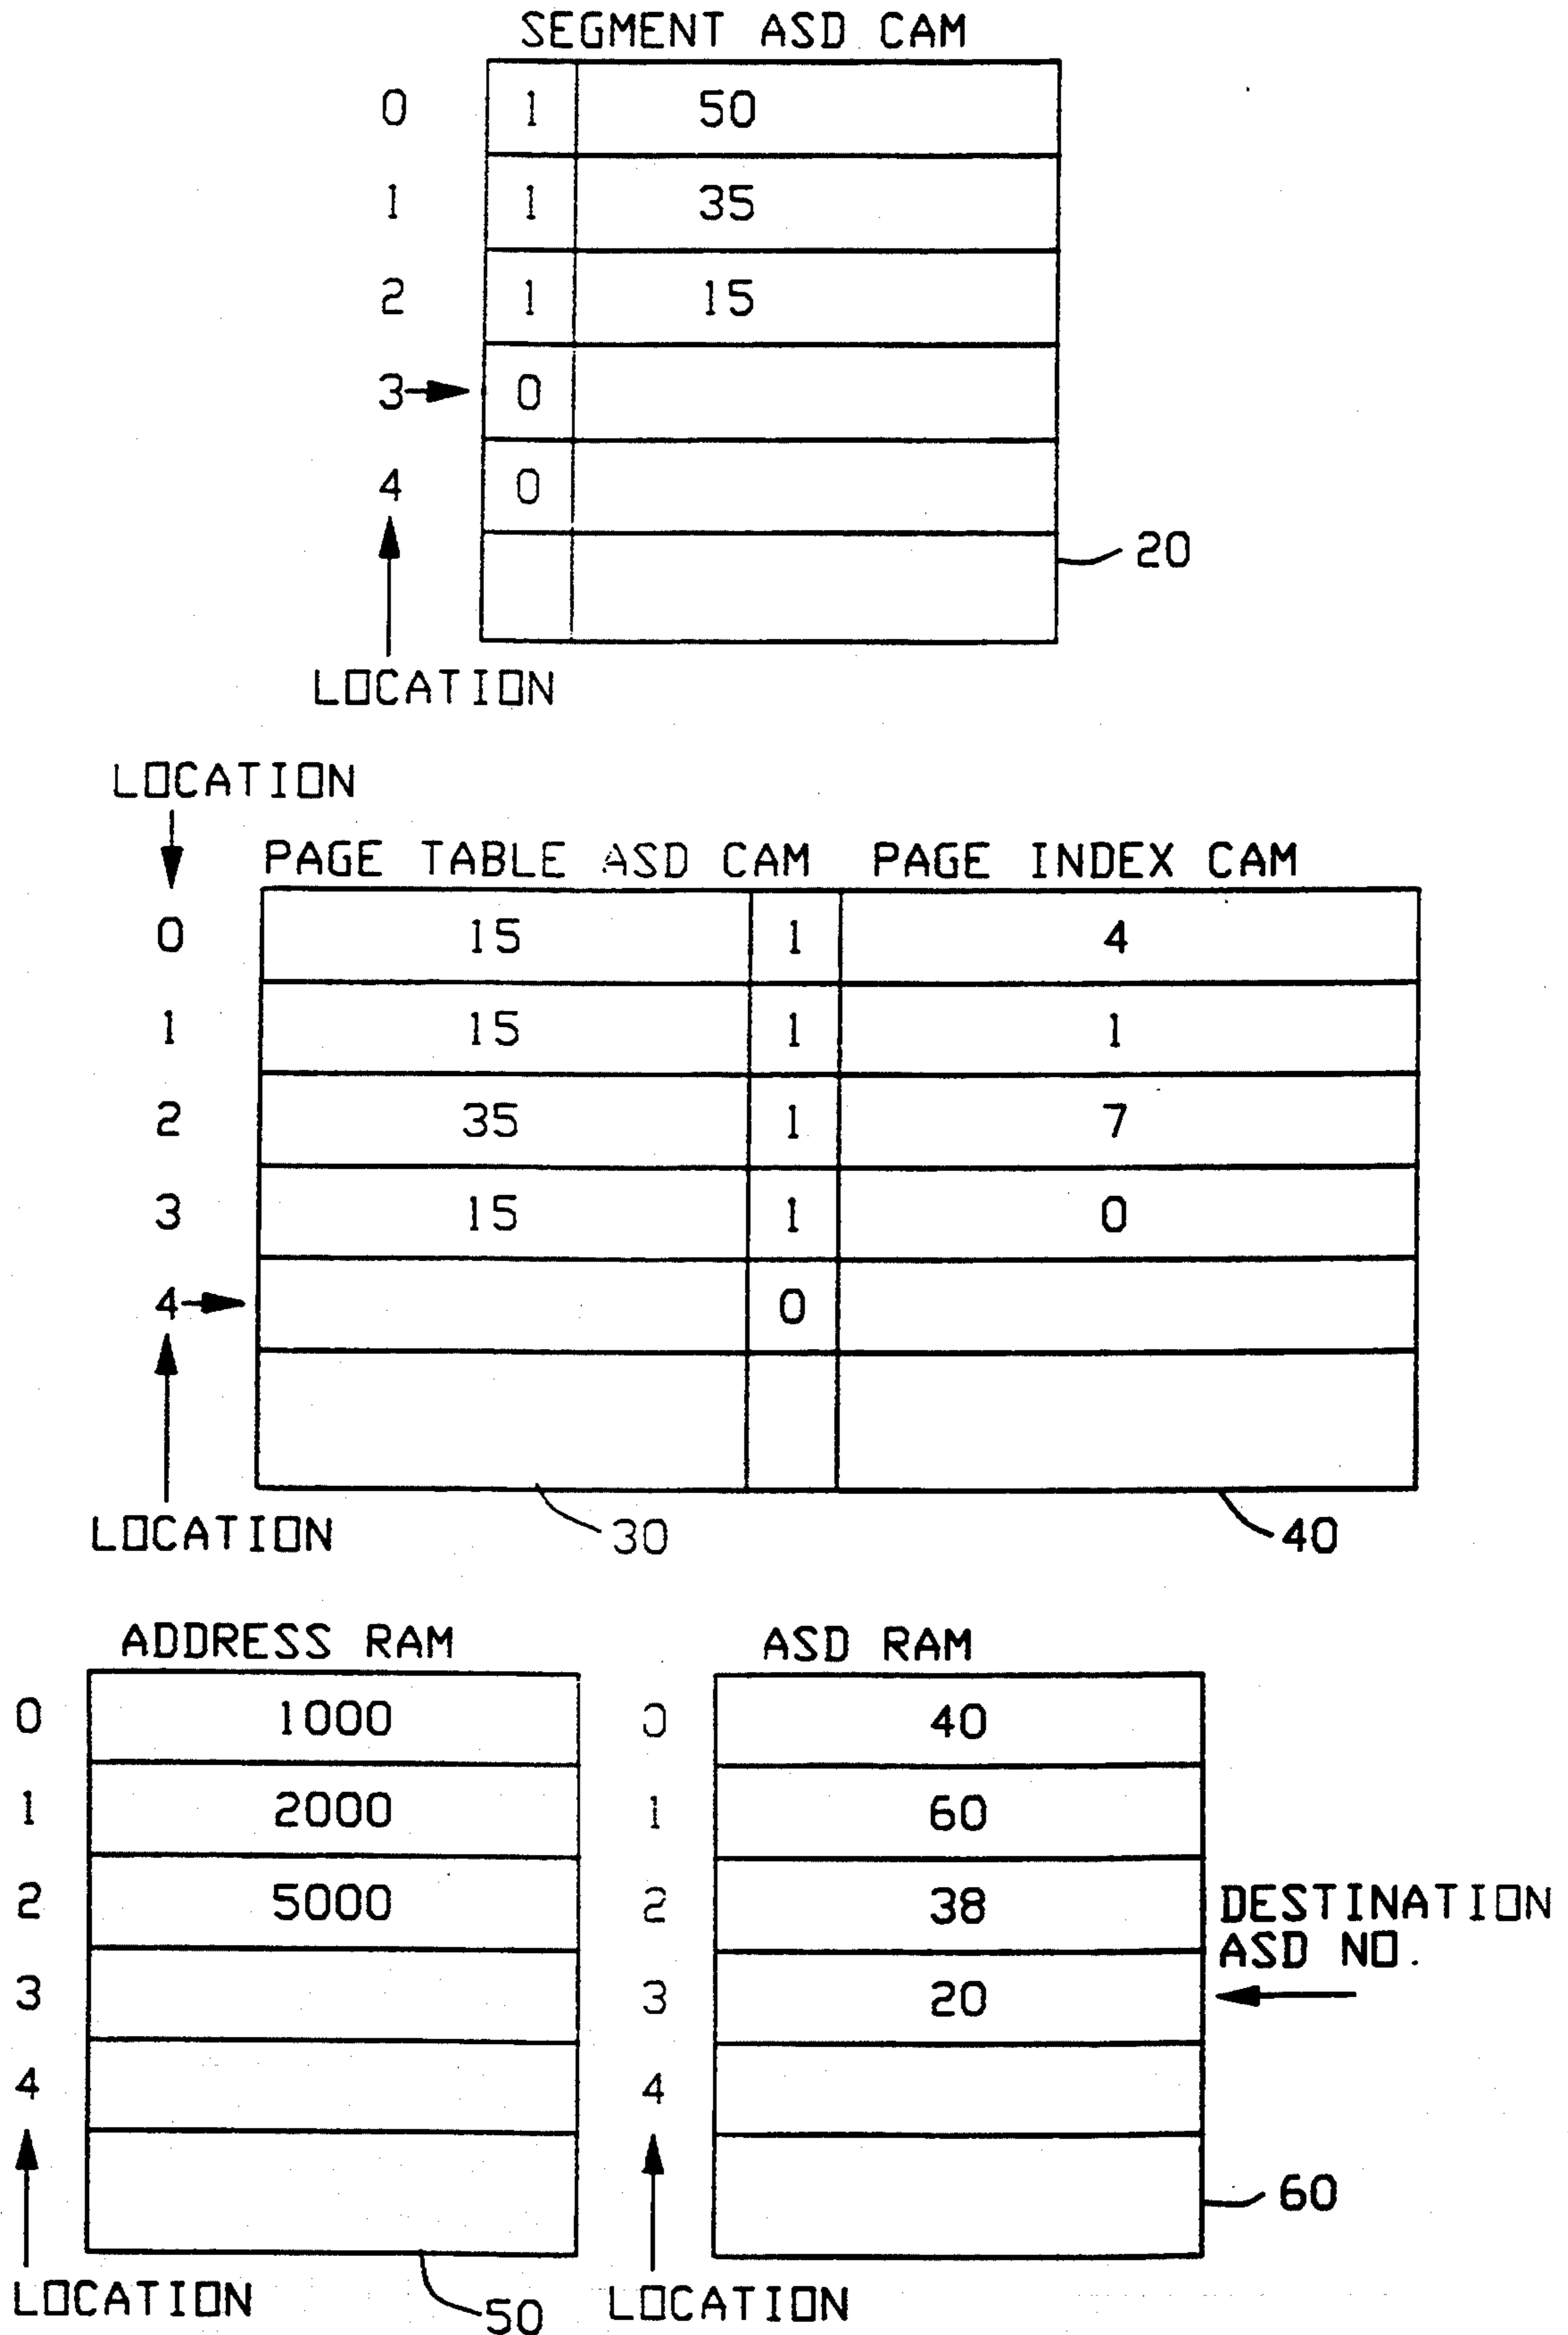 SEGMENT ASD CAM
0 1 50
1 1 35
2 1 15
3 0
4 0
20
LOCATION
LOCATION
PAGE TABLE ASD CAM PAGE INDEX CAM
0 15 1 4
1 15 1 1
2 35 1 7
3 15 1 0
4 0
LOCATION
30
40
ADDRESS RAM
0 1000
1 2000
2 5000
3
4
LOCATION
50
ASD RAM
0 40
1 60
2 38
3 20
4
DESTINATION
ASD NO.
60
LOCATION